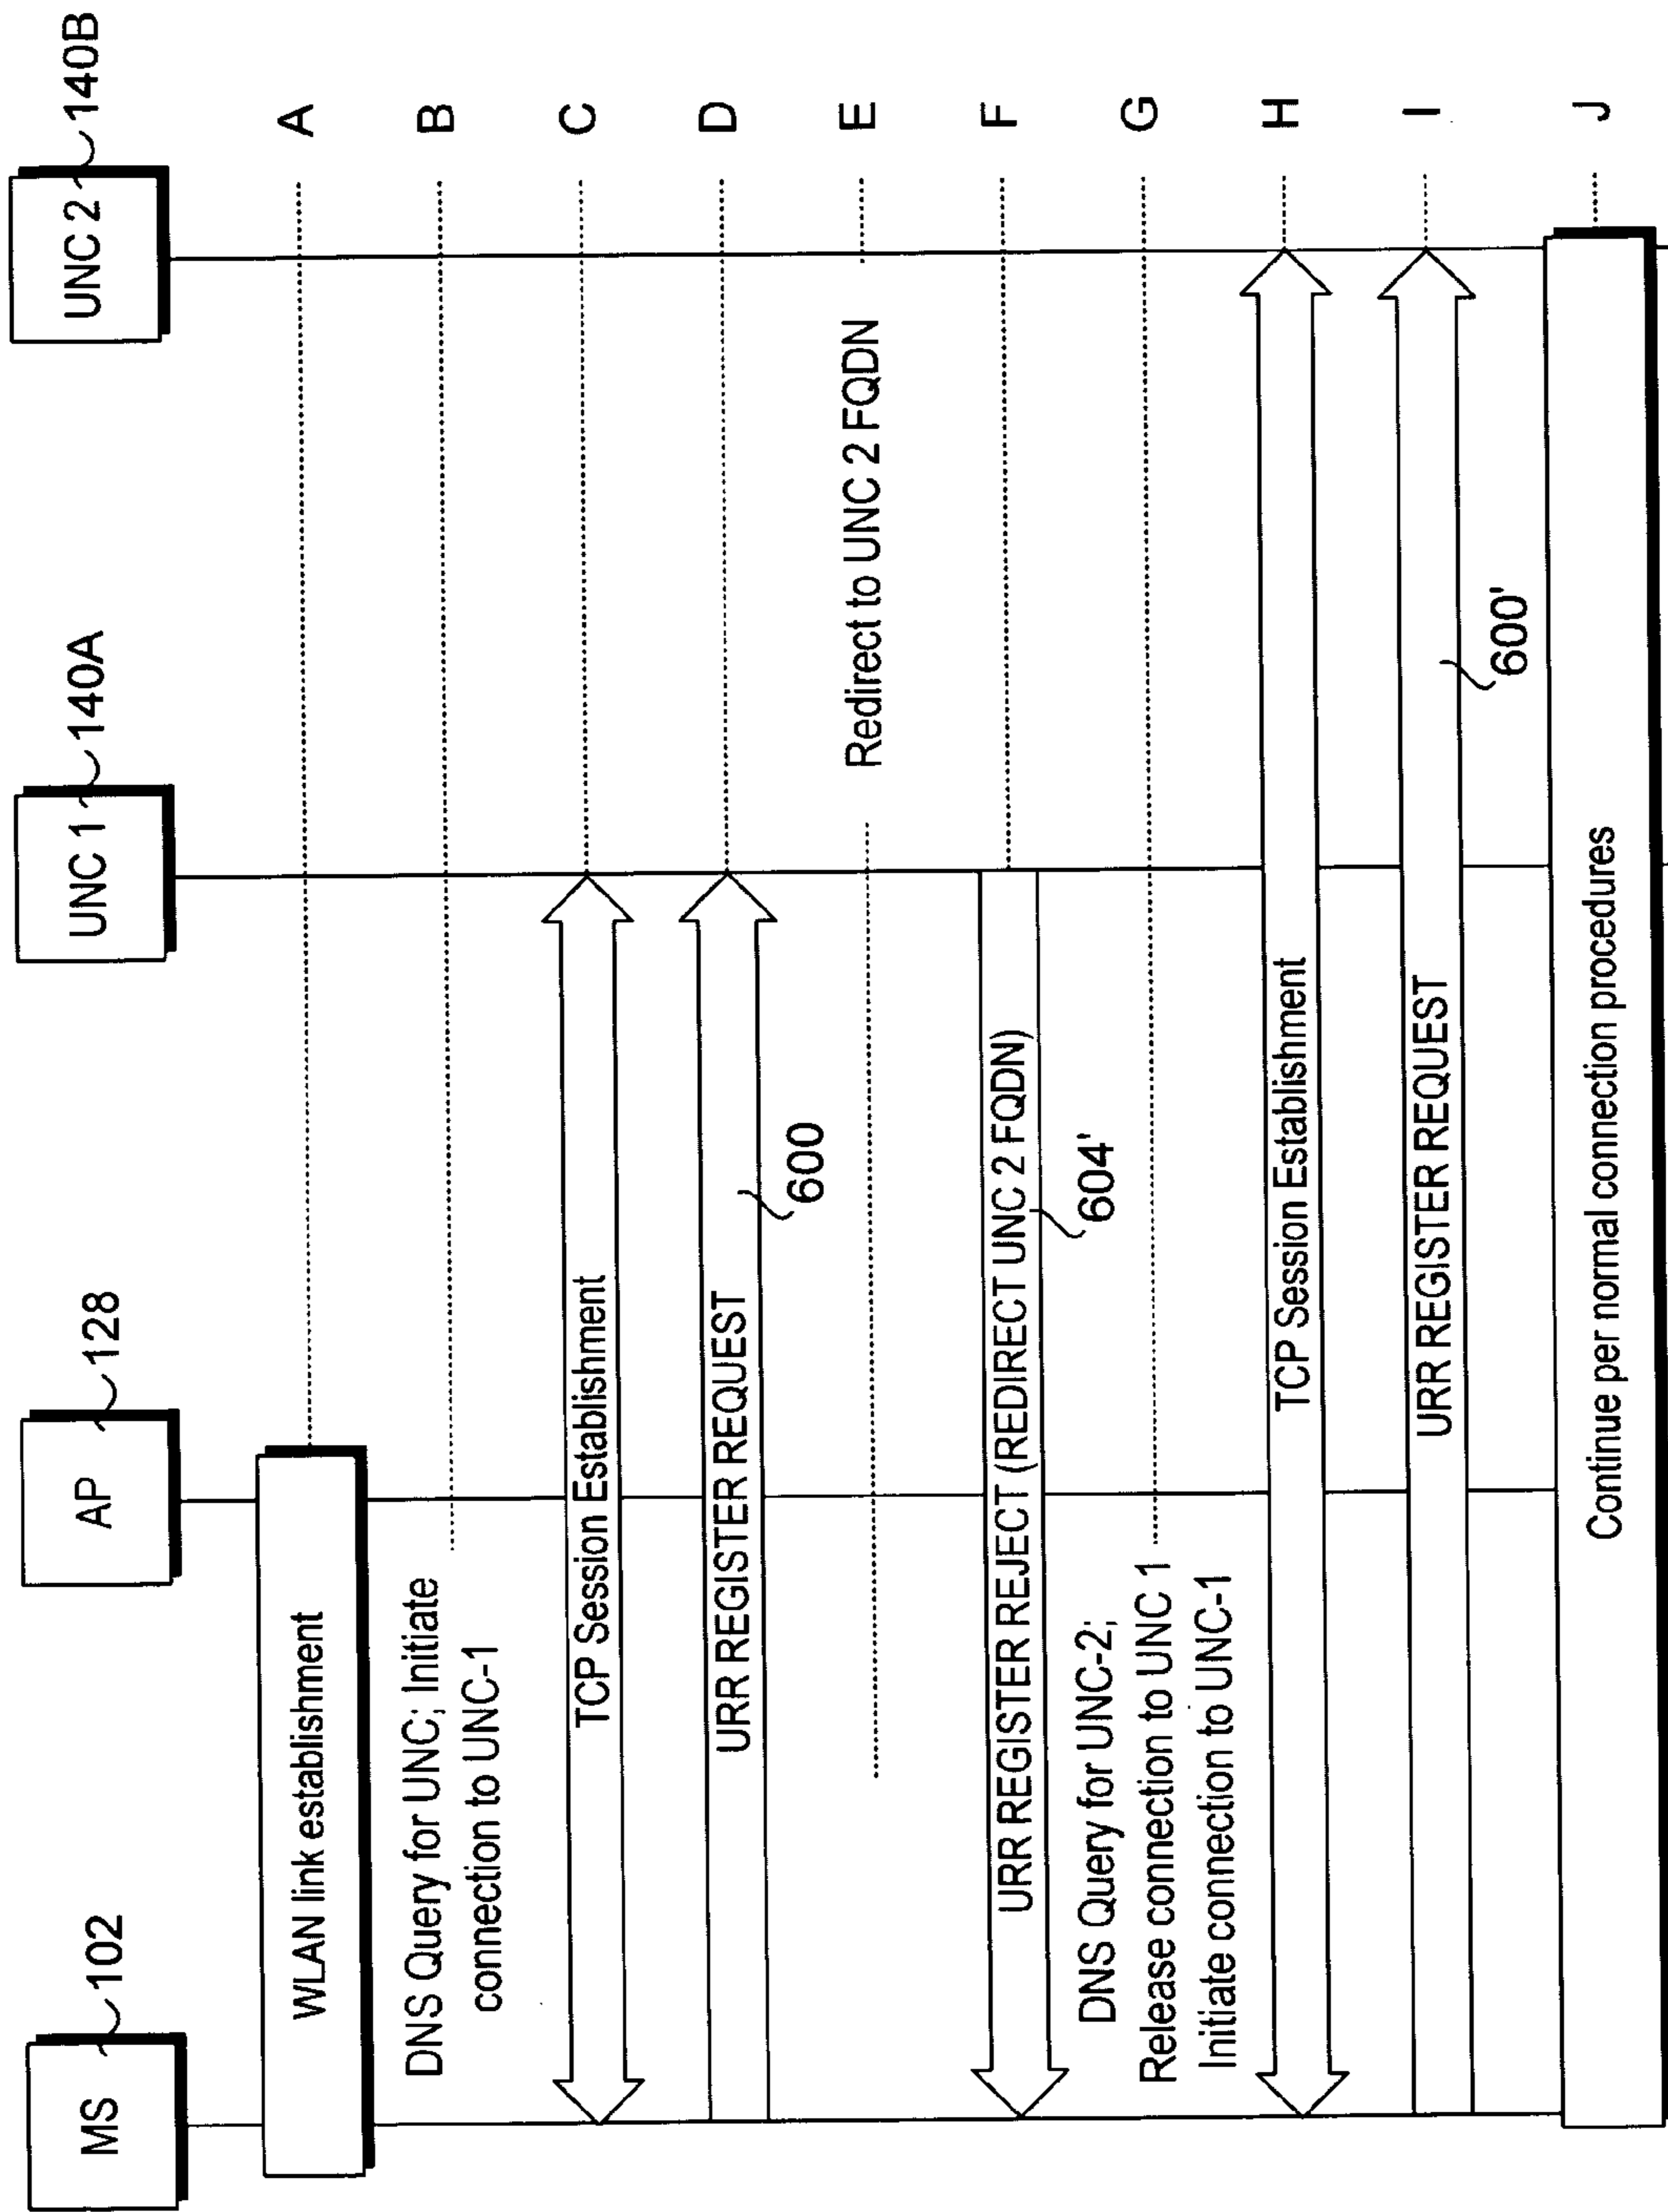 MS
102
AP
128
UNC 1
140A
UNC 2
140B
WLAN link establishment
A
DNS Query for UNC; Initiate
connection to UNC-1
B
TCP Session Establishment
C
URR REGISTER REQUEST
600
D
Redirect to UNC 2 FQDN
E
URR REGISTER REJECT (REDIRECT UNC 2 FQDN)
604'
F
DNS Query for UNC-2;
Release connection to UNC 1
Initiate connection to UNC-1
G
TCP Session Establishment
H
URR REGISTER REQUEST
600'
I
Continue per normal connection procedures
J